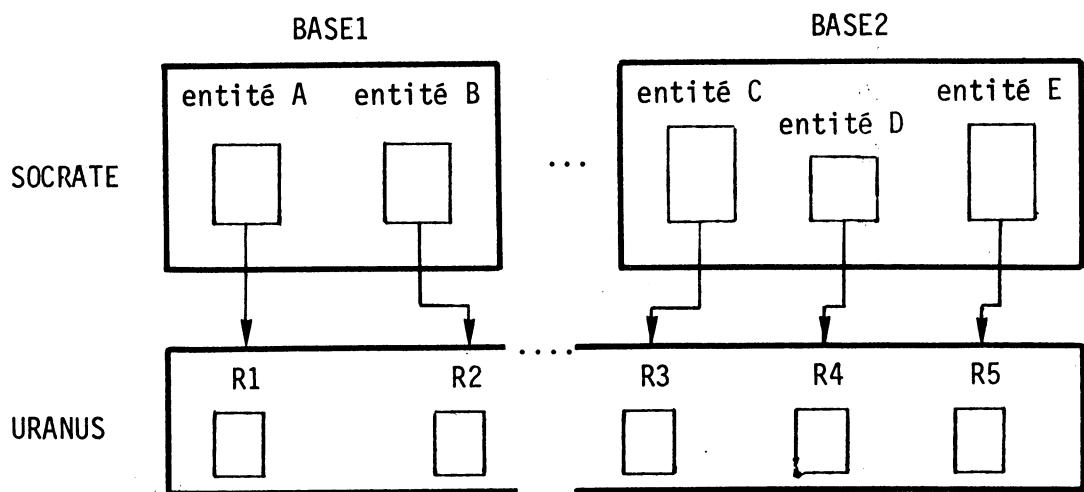 BASE1 BASE2
entité A entité B entité C entité D entité E
SOCRATE ...
....
R1 R2 R3 R4 R5
URANUS